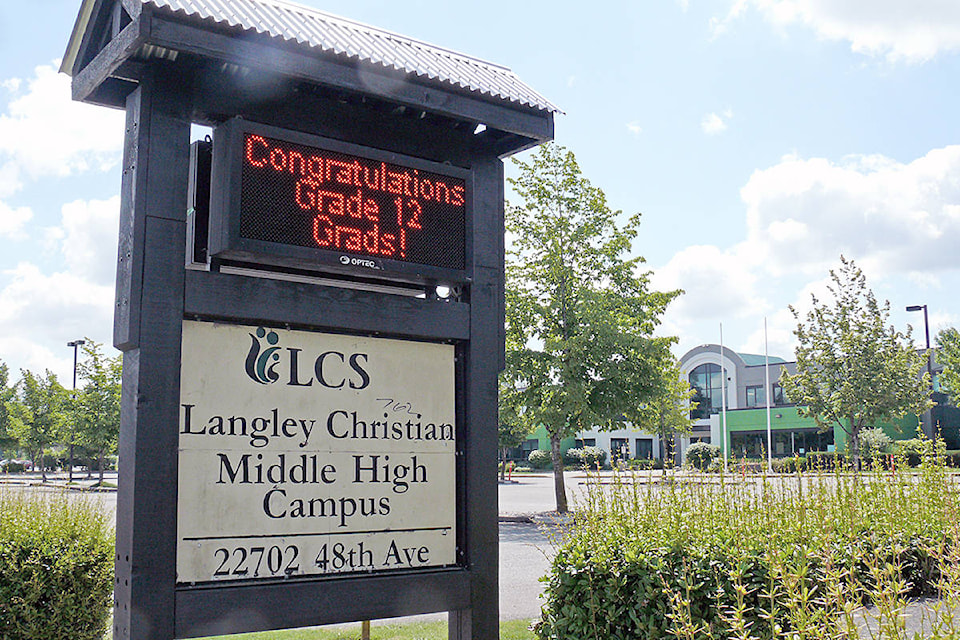 Congratulations
Grade 12
Grads!
OPTEC
LCS
Langley Christian
Middle High
Campus
22702 48th Ave